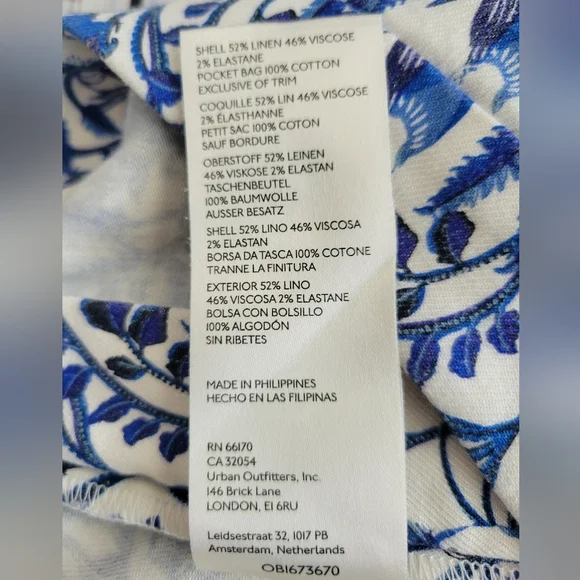 SHELL 52% LINEN 46% VISCOSE
2% ELASTANE
POCKET BAG 100% COTTON
EXCLUSIVE OF TRIM
COQUILLE 52% LIN 46% VISCOSE
2% ÉLASTHANNE
PETIT SAC 100% COTON
SAUF BORDURE
OBERSTOFF 52% LEINEN
46% VISKOSE 2% ELASTAN
TASCHENBEUTEL
100% BAUMWOLLE
AUSSER BESATZ
SHELL 52% LINO 46% VISCOSA
2% ELASTAN
BORSA DA TASCA 100% COTONE
TRANNE LA FINITURA
EXTERIOR 52% LINO
46% VISCOSA 2% ELASTANE
BOLSA CON BOLSILLO
100% ALGODÓN
SIN RIBETES
MADE IN PHILIPPINES
HECHO EN LAS FILIPINAS
RN 66170
CA 32054
Urban Outfitters, Inc.
146 Brick Lane
LONDON, E1 6RU
Leidsestraat 32, 1017 PB
Amsterdam, Netherlands
OB1673670